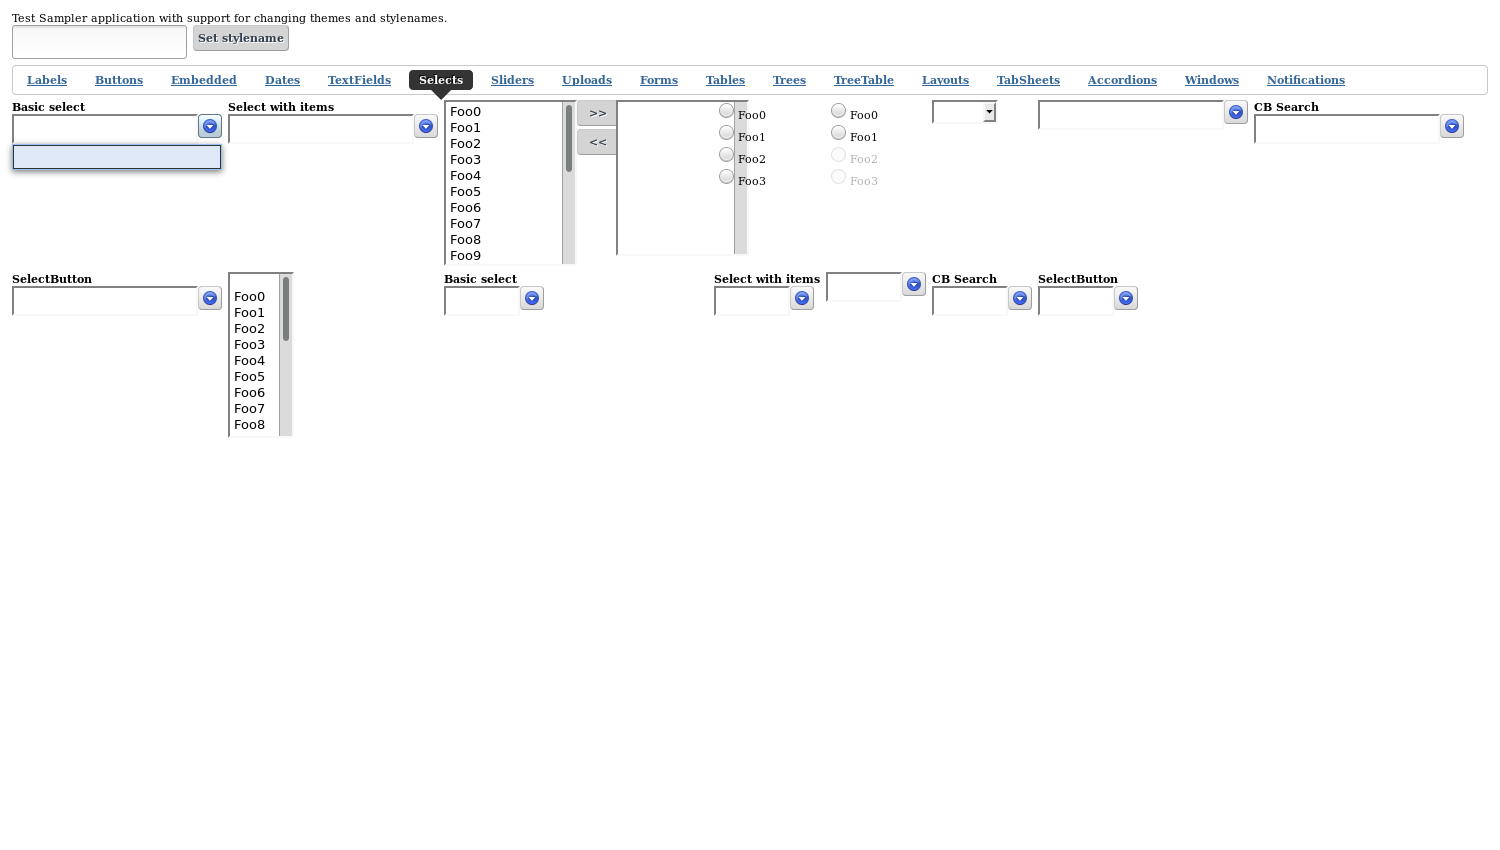 Test Sampler application with support for changing themes and stylenames.
Set stylename
Labels Buttons Embedded Dates TextFields Selects Sliders Uploads Forms Tables Trees TreeTable Layouts TabSheets Accordions Windows Notifications
Basic select
Select with items
Foo0
Foo1
Foo2
Foo3
Foo4
Foo5
Foo6
Foo7
Foo8
Foo9
>>
<<
Foo0
Foo1
Foo2
Foo3
Foo0
Foo1
Foo2
Foo3
CB Search
SelectButton
Foo0
Foo1
Foo2
Foo3
Foo4
Foo5
Foo6
Foo7
Foo8
Basic select
Select with items
CB Search
SelectButton